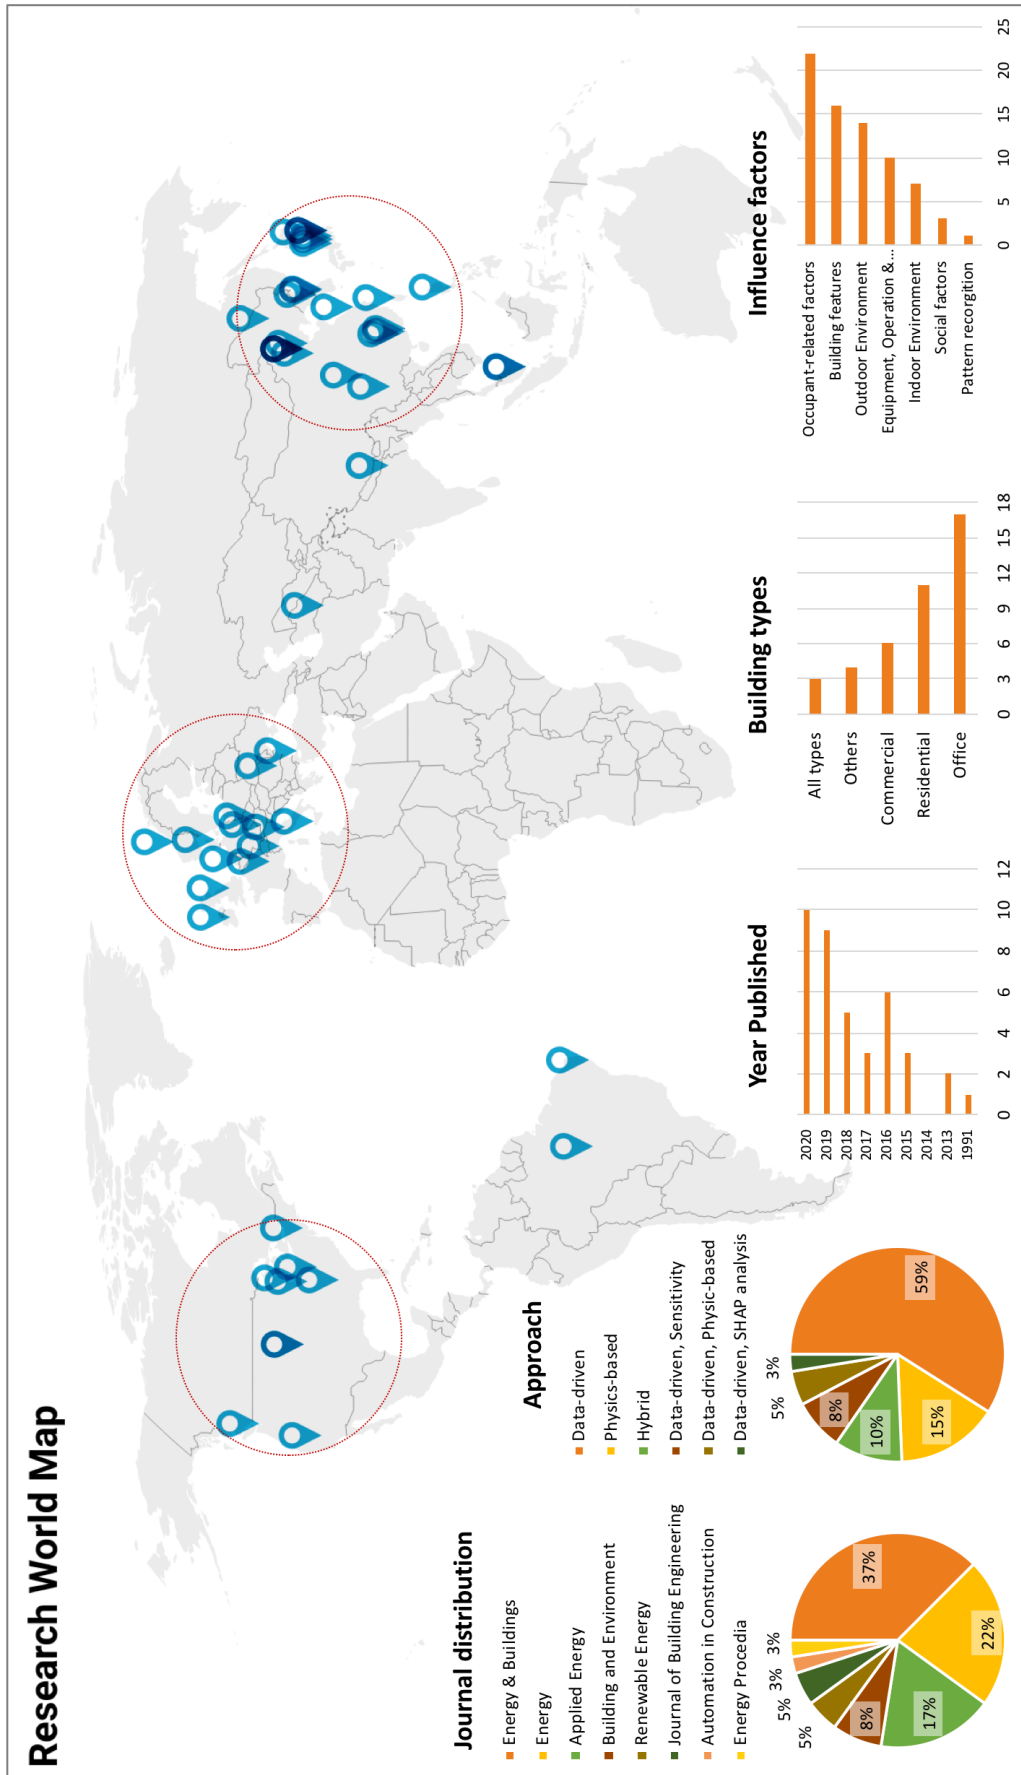 Research World Map
Journal distribution
Energy & Buildings
Energy
Applied Energy
Building and Environment
Renewable Energy
Journal of Building Engineering
Automation in Construction
Energy Procedia
37%
22%
17%
8%
5%
5%
3%
3%
Approach
Data-driven
Physics-based
Hybrid
Data-driven, Sensitivity
Data-driven, Physic-based
Data-driven, SHAP analysis
59%
15%
10%
8%
5%
3%
Year Published
2020
2019
2018
2017
2016
2015
2014
2013
1991
0 2 4 6 8 10 12
Building types
All types
Others
Commercial
Residential
Office
0 3 6 9 12 15 18
Influence factors
Occupant-related factors
Building features
Outdoor Environment
Equipment, Operation &...
Indoor Environment
Social factors
Pattern recorgition
0 5 10 15 20 25